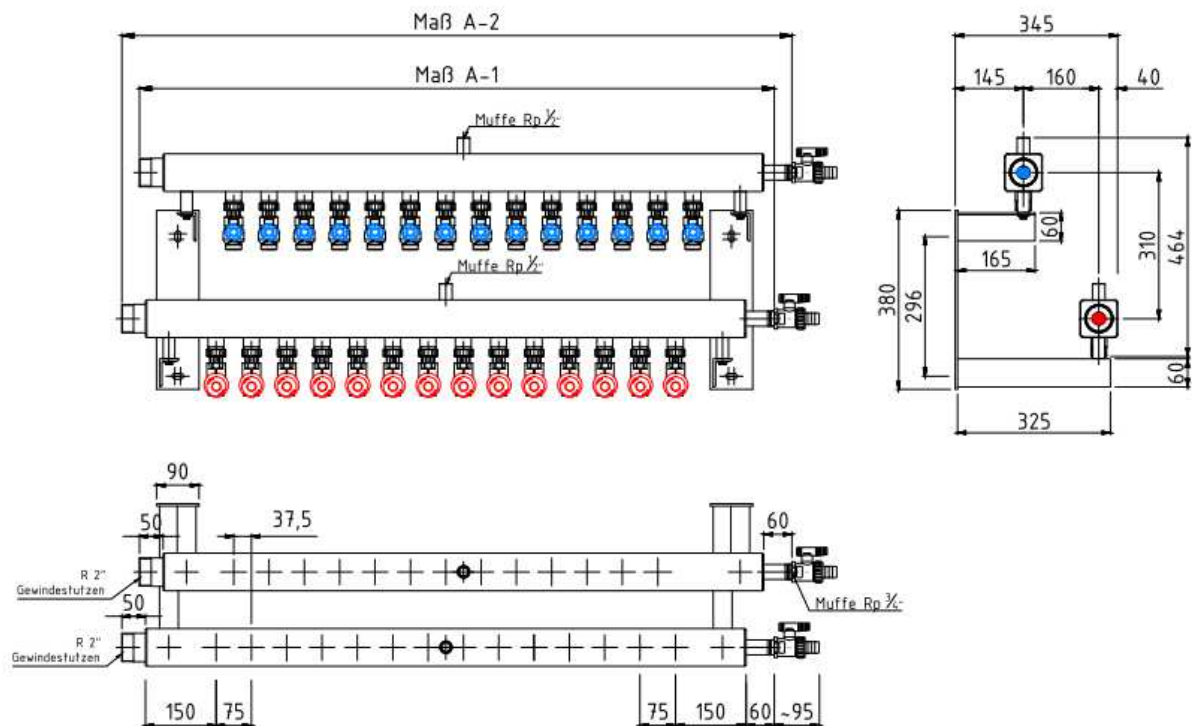 Maß A-2
Maß A-1
Muffe Rp ½"
Muffe Rp ½"
345
145
160
40
60
165
380
296
310
464
60
325
90
50
37,5
60
R 2"
Gewindestutzen
Muffe Rp ¾"
50
R 2"
Gewindestutzen
150
75
75
150
60
~95